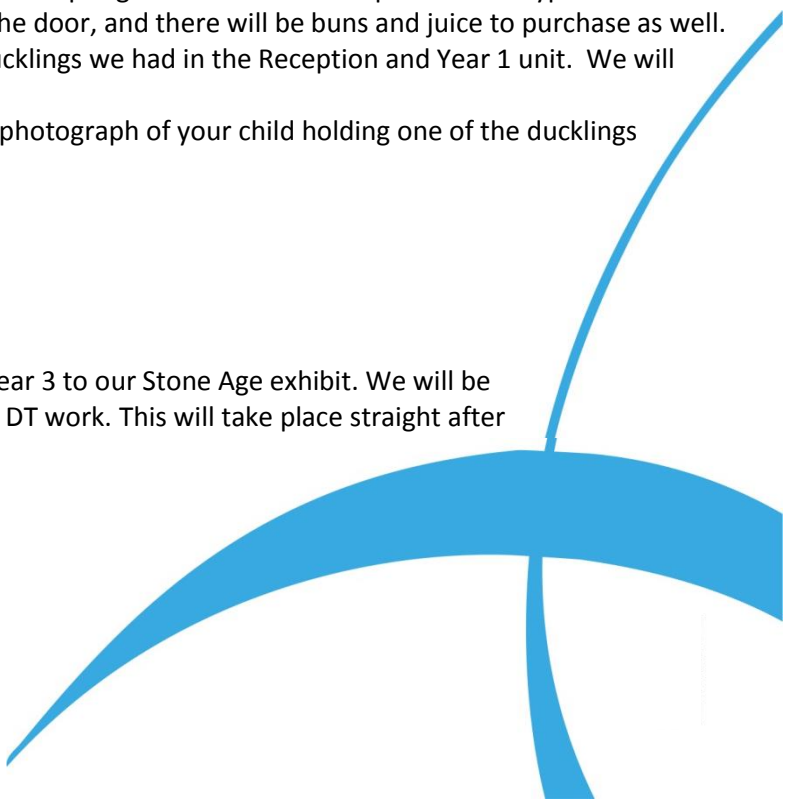 he door, and there will be buns and juice to purchase as well.
cklings we had in the Reception and Year 1 unit.  We will
photograph of your child holding one of the ducklings
ear 3 to our Stone Age exhibit. We will be
DT work. This will take place straight after